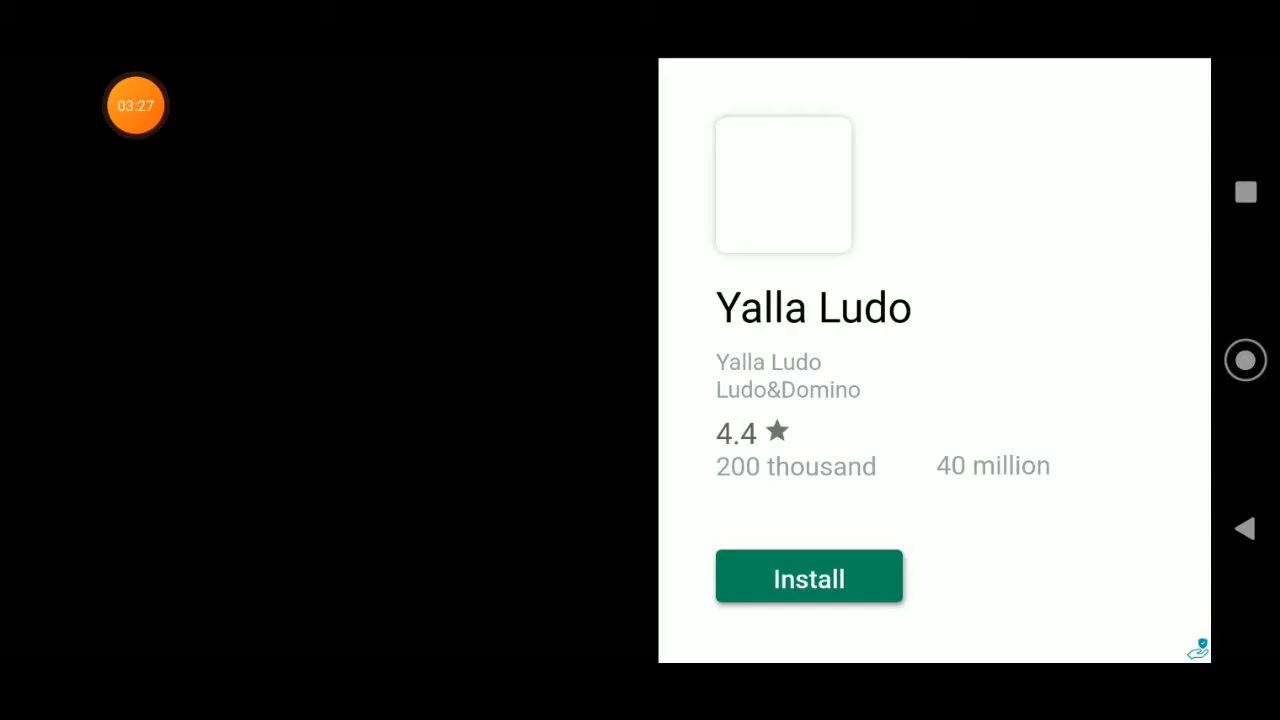 03:27
Yalla Ludo
Yalla Ludo
Ludo&Domino
4.4 ★
200 thousand 40 million
Install